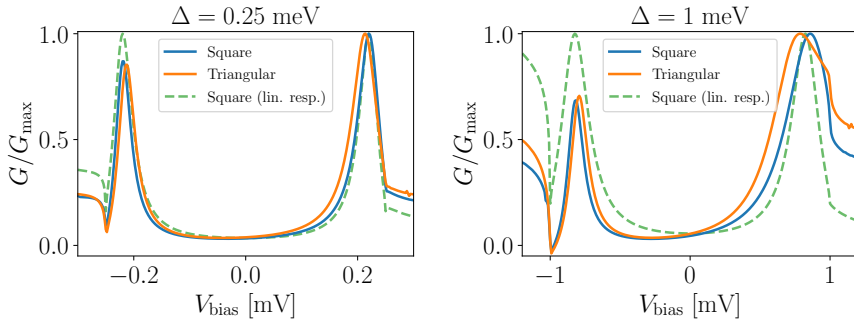 Δ = 0.25 meV
G/G_max
1.0
0.5
0.0
Square
Triangular
Square (lin. resp.)
−0.2
0.0
0.2
V_bias [mV]
Δ = 1 meV
G/G_max
1.0
0.5
0.0
Square
Triangular
Square (lin. resp.)
−1
0
1
V_bias [mV]